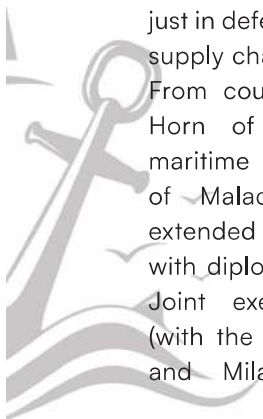 just in defe
supply cha
From cou
Horn of
maritime
of Malac
extended
with diplo
Joint exe
(with the
and Mila